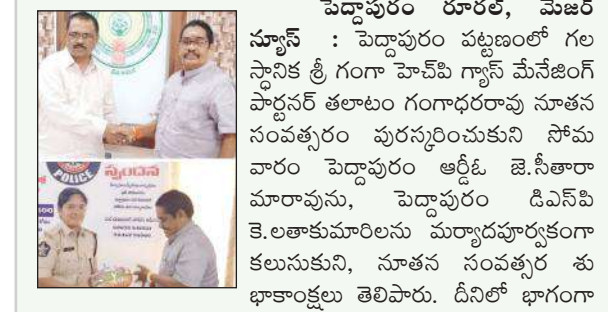 పెద్దాపురం రూరల్, మేజర్
న్యూస్ : పెద్దాపురం పట్టణంలో గల
స్థానిక శ్రీ గంగా హెచ్‌పి గ్యాస్ మేనేజింగ్
పార్టనర్ తలాటం గంగాధరరావు నూతన
సంవత్సరం పురస్కరించుకుని సోమ
వారం పెద్దాపురం ఆర్డీఓ జె.సీతారా
మారావును, పెద్దాపురం డిఎస్‌పి
కె.లతాకుమారిలను మర్యాదపూర్వకంగా
కలుసుకుని, నూతన సంవత్సర శు
భాకాంక్షలు తెలిపారు. దీనిలో భాగంగా
POLICE
స్పందన